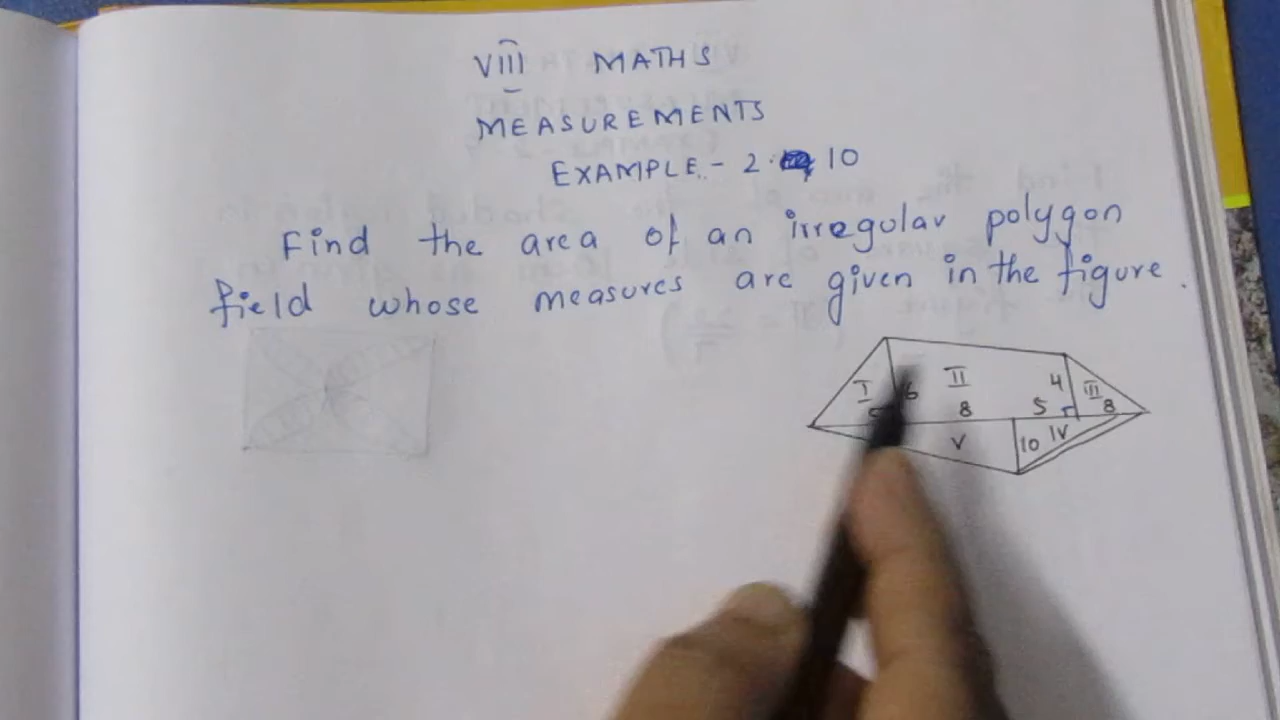 VIII MATHS
MEASUREMENTS
EXAMPLE - 2. 10
Find the area of an irregular polygon
field whose measures are given in the figure.
I 6 II 4 III
8 5 8
V 10 IV